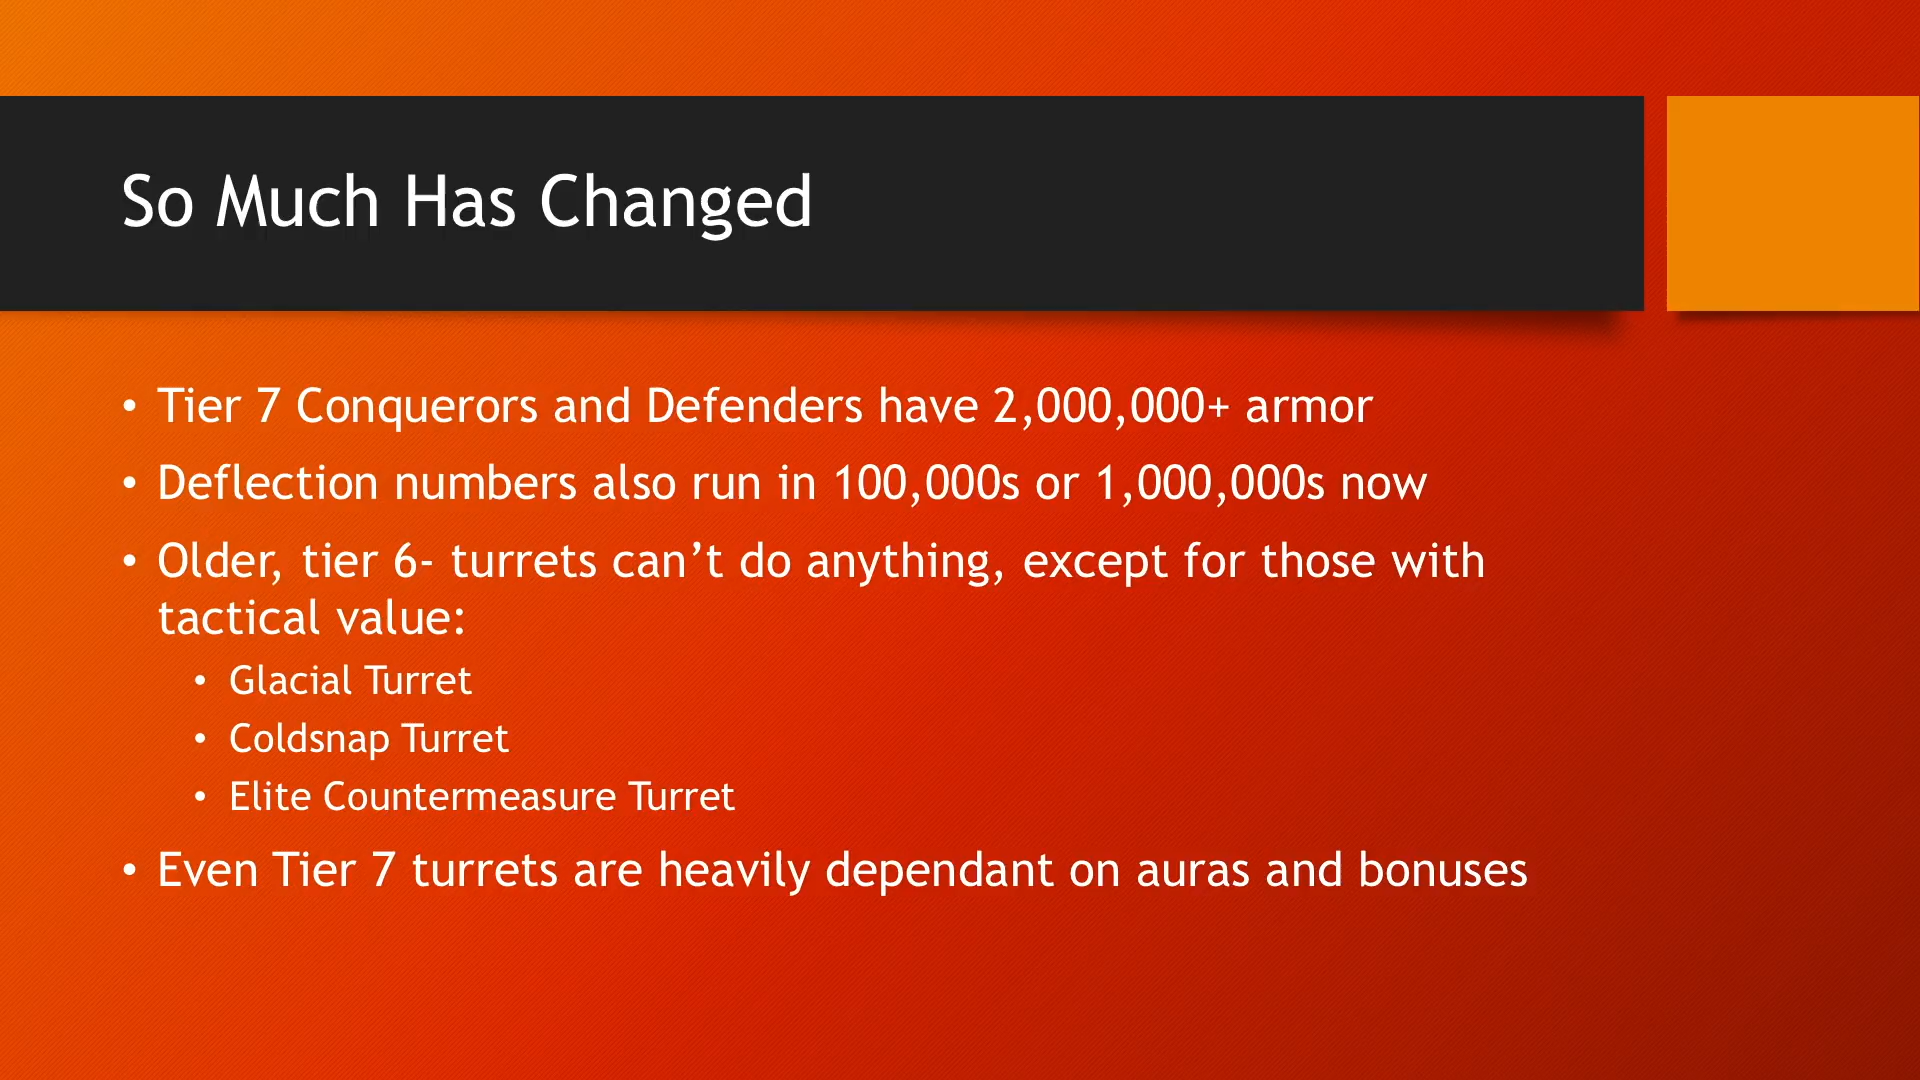 So Much Has Changed
• Tier 7 Conquerors and Defenders have 2,000,000+ armor
• Deflection numbers also run in 100,000s or 1,000,000s now
• Older, tier 6- turrets can’t do anything, except for those with
tactical value:
• Glacial Turret
• Coldsnap Turret
• Elite Countermeasure Turret
• Even Tier 7 turrets are heavily dependant on auras and bonuses